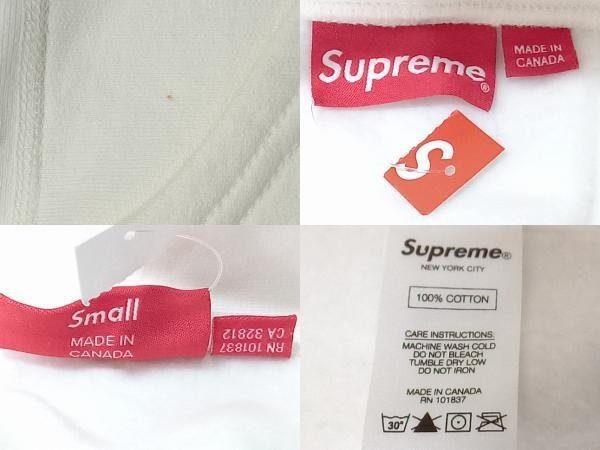 Supreme®
MADE IN
CANADA
S
Small
MADE IN
CANADA
RN 101837
CA 32812
Supreme®
NEW YORK CITY
100% COTTON
CARE INSTRUCTIONS:
MACHINE WASH COLD
DO NOT BLEACH
TUMBLE DRY LOW
DO NOT IRON
MADE IN CANADA
RN 101837
30°